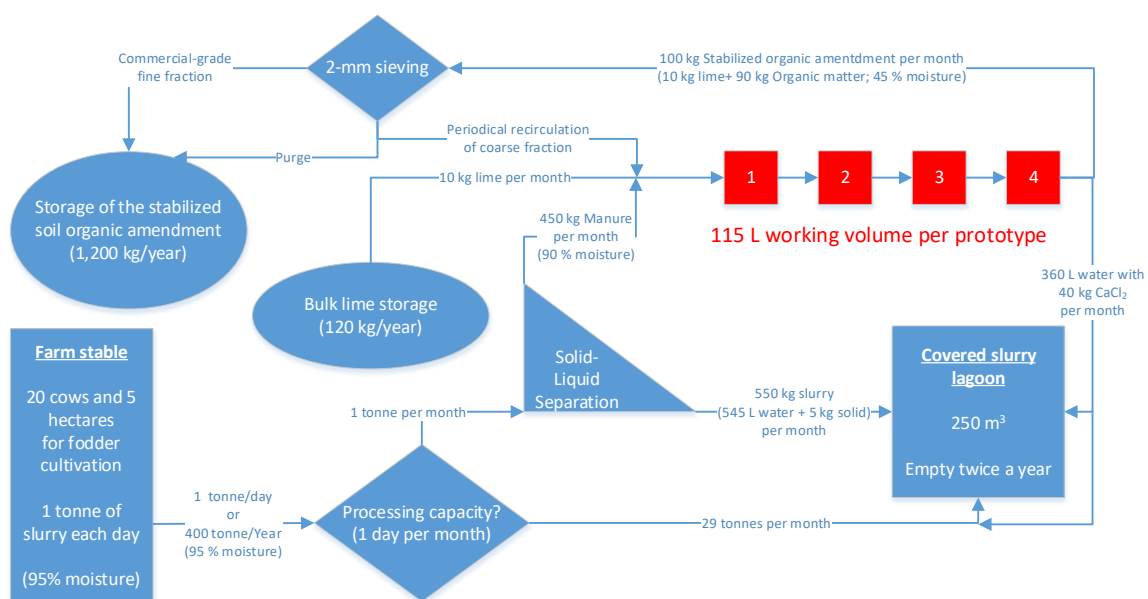 Commercial-grade
fine fraction
2-mm sieving
100 kg Stabilized organic amendtment per month
(10 kg lime+ 90 kg Organic matter; 45 % moisture)
Purge
Periodical recirculation
of coarse fraction
10 kg lime per month
1
2
3
4
Storage of the stabilized
soil organic amendment
(1,200 kg/year)
450 kg Manure
per month
(90 % moisture)
115 L working volume per prototype
360 L water with
40 kg CaCl₂
per month
Bulk lime storage
(120 kg/year)
Farm stable
20 cows and 5
hectares
for fodder
cultivation
1 tonne of
slurry each day
(95% moisture)
Solid-
Liquid
Separation
1 tonne per month
550 kg slurry
(545 L water + 5 kg solid)
per month
Covered slurry
lagoon
250 m³
Empty twice a year
1 tonne/day
or
400 tonne/Year
(95 % moisture)
Processing capacity?
(1 day per month)
29 tonnes per month